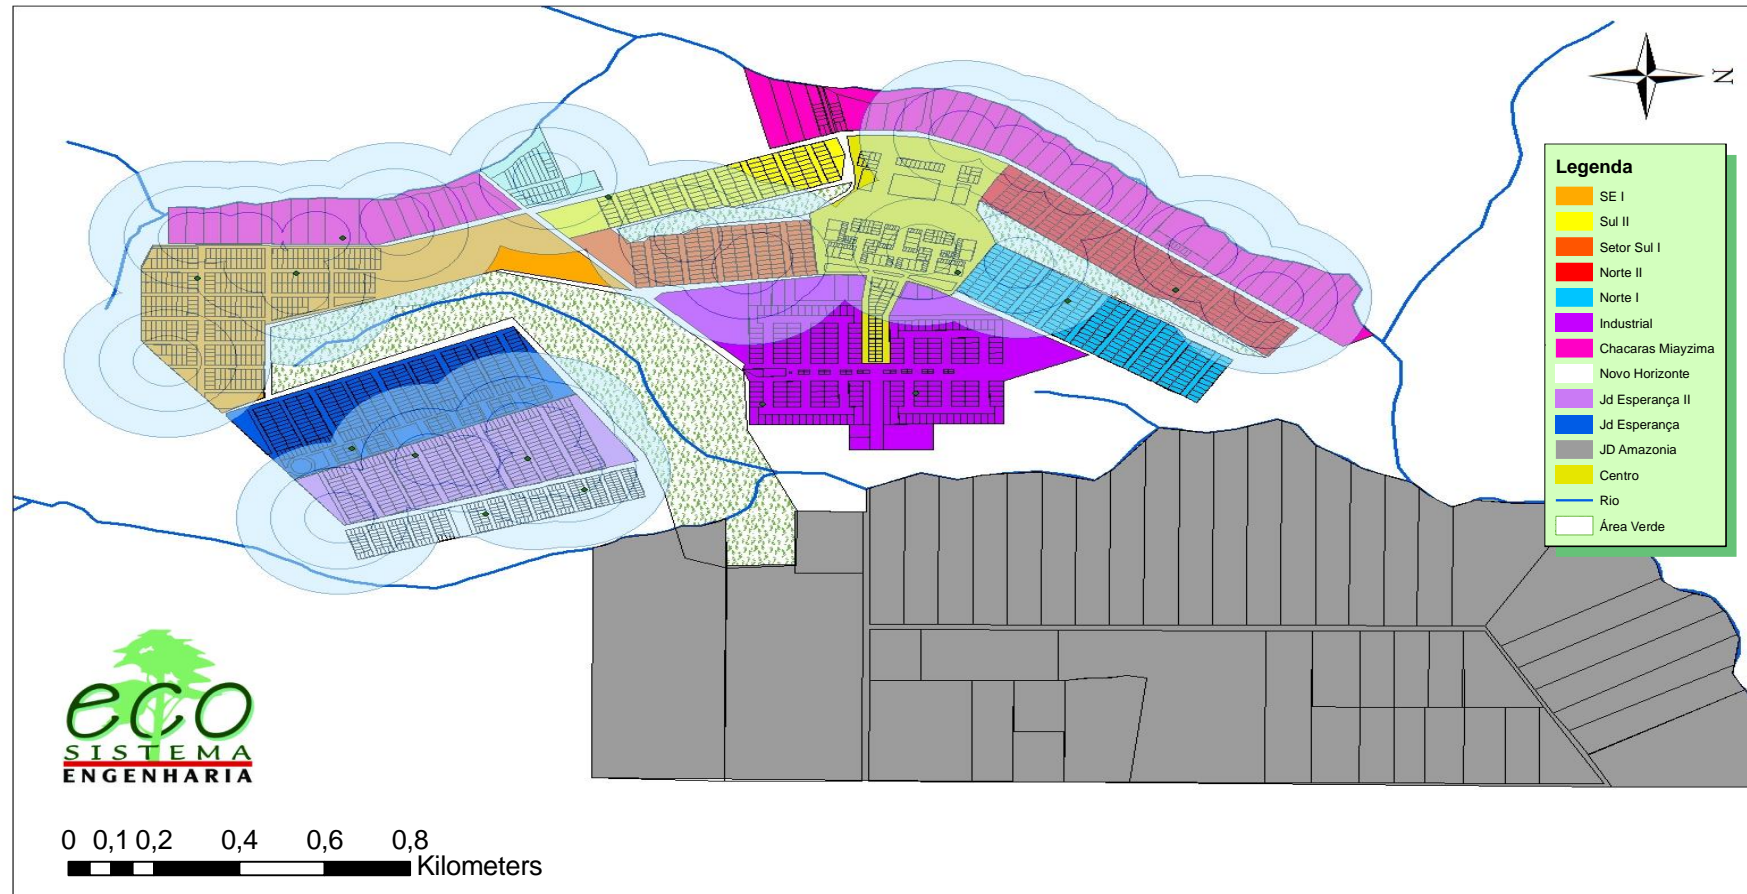 N
Legenda
SE I
Sul II
Setor Sul I
Norte II
Norte I
Industrial
Chacaras Miayzima
Novo Horizonte
Jd Esperança II
Jd Esperança
JD Amazonia
Centro
Rio
Área Verde
eco
SISTEMA
ENGENHARIA
0 0,1 0,2 0,4 0,6 0,8
Kilometers